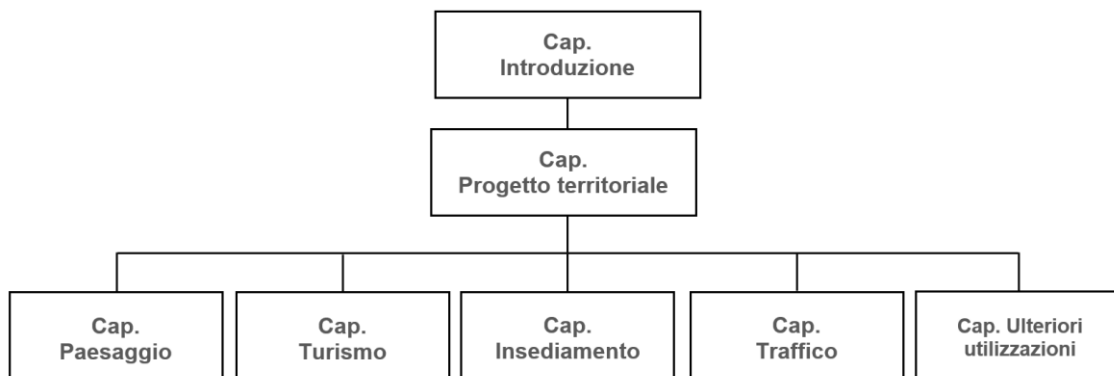 Cap.
Introduzione
Cap.
Progetto territoriale
Cap.
Paesaggio
Cap.
Turismo
Cap.
Insediamento
Cap.
Traffico
Cap. Ulteriori
utilizzazioni